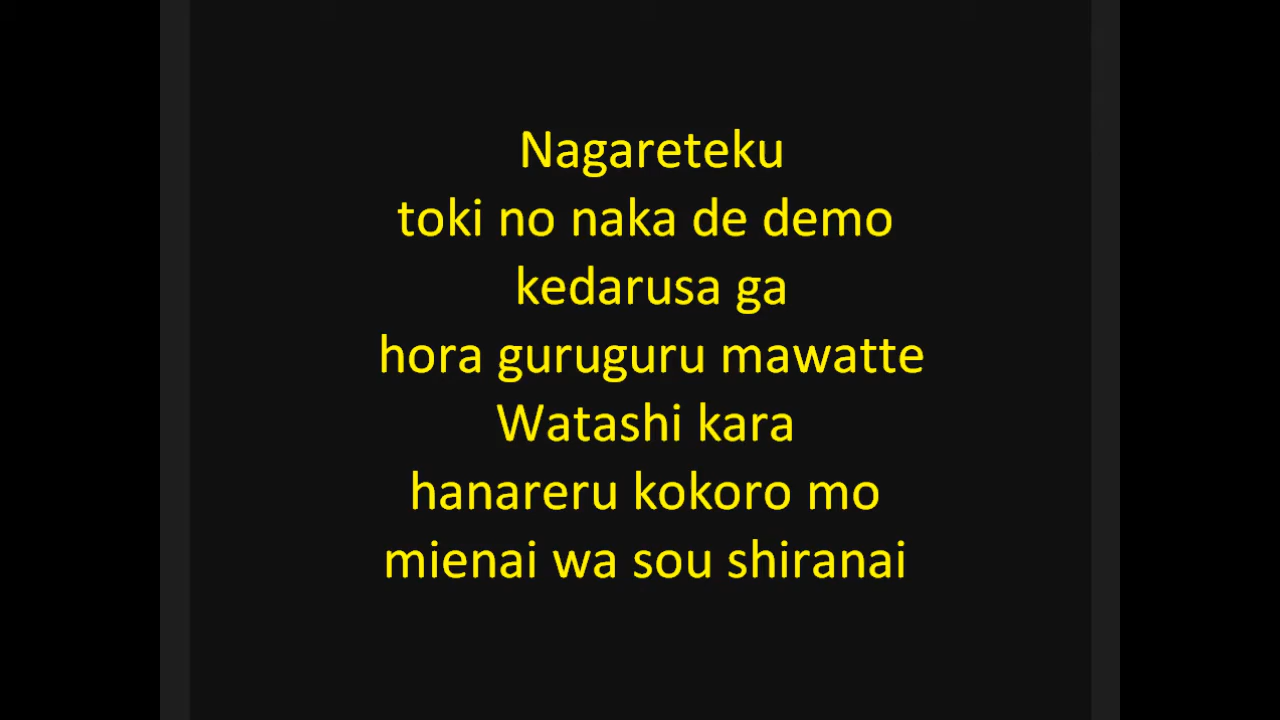 Nagareteku
toki no naka de demo
kedarusa ga
hora guruguru mawatte
Watashi kara
hanareru kokoro mo
mienai wa sou shiranai